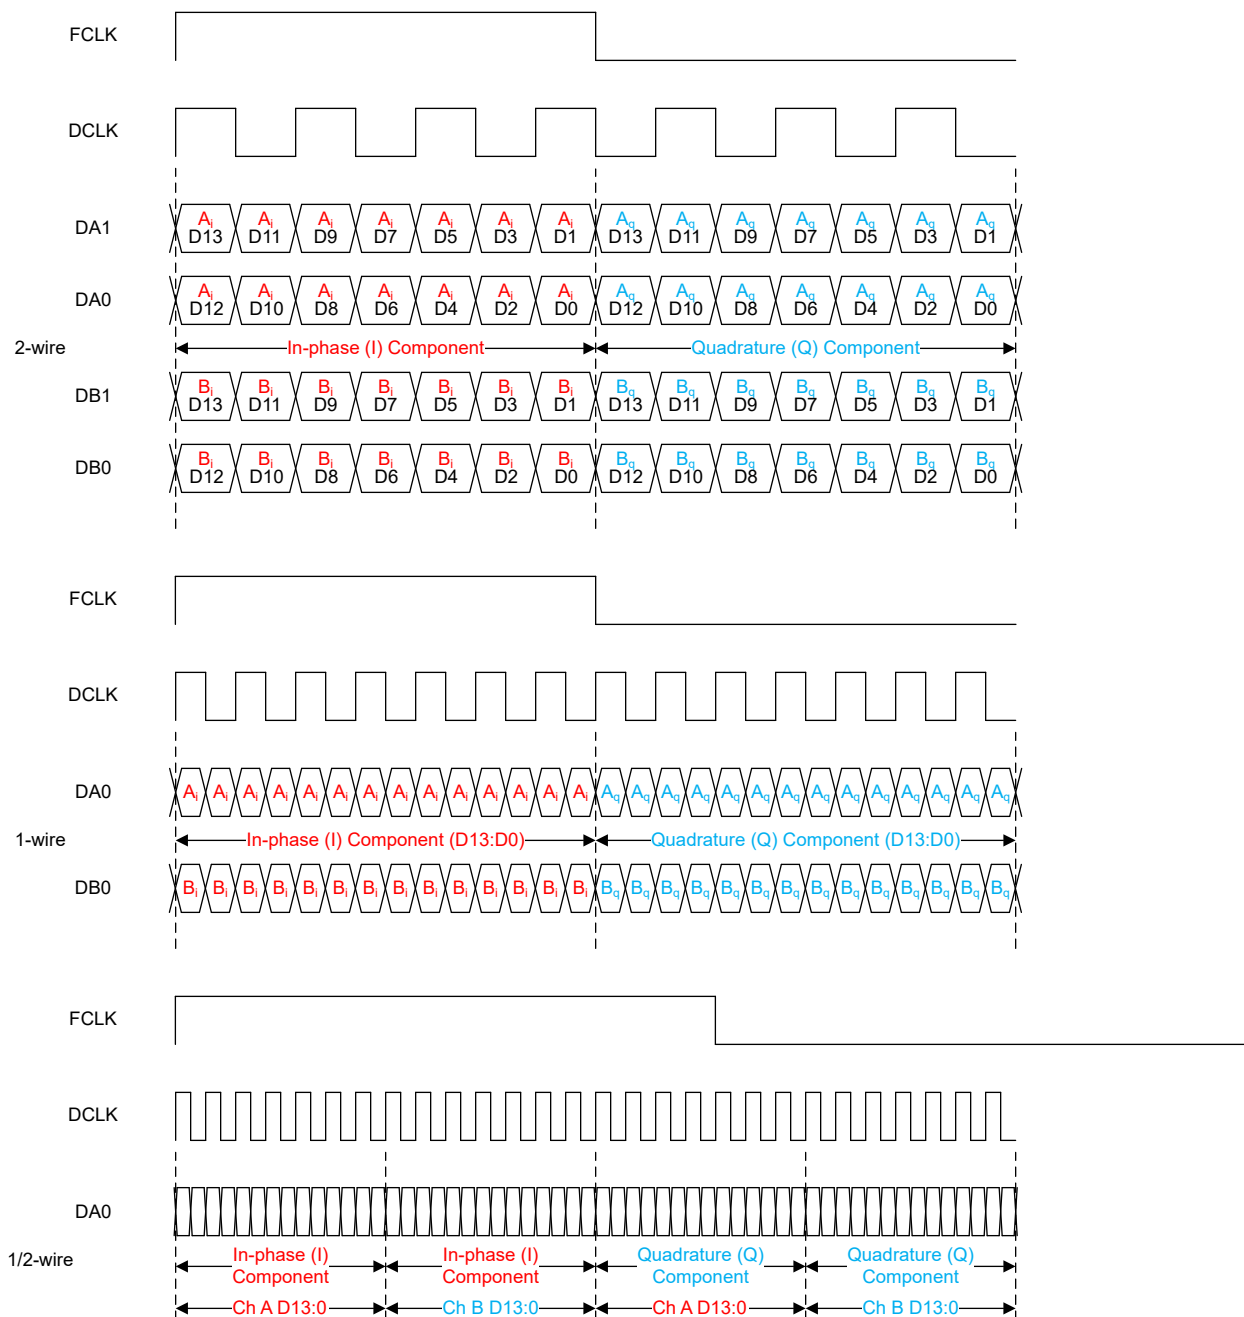 FCLK
DCLK
DA1
Ai Ai Ai Ai Ai Ai Ai Aq Aq Aq Aq Aq Aq Aq
D13 D11 D9 D7 D5 D3 D1 D13 D11 D9 D7 D5 D3 D1
DA0
Ai Ai Ai Ai Ai Ai Ai Aq Aq Aq Aq Aq Aq Aq
D12 D10 D8 D6 D4 D2 D0 D12 D10 D8 D6 D4 D2 D0
2-wire
In-phase (I) Component Quadrature (Q) Component
DB1
Bi Bi Bi Bi Bi Bi Bi Bq Bq Bq Bq Bq Bq Bq
D13 D11 D9 D7 D5 D3 D1 D13 D11 D9 D7 D5 D3 D1
DB0
Bi Bi Bi Bi Bi Bi Bi Bq Bq Bq Bq Bq Bq Bq
D12 D10 D8 D6 D4 D2 D0 D12 D10 D8 D6 D4 D2 D0
FCLK
DCLK
DA0
Ai Ai Ai Ai Ai Ai Ai Ai Ai Ai Ai Ai Ai Ai Aq Aq Aq Aq Aq Aq Aq Aq Aq Aq Aq Aq Aq Aq
1-wire
In-phase (I) Component (D13:D0) Quadrature (Q) Component (D13:D0)
DB0
Bi Bi Bi Bi Bi Bi Bi Bi Bi Bi Bi Bi Bi Bi Bq Bq Bq Bq Bq Bq Bq Bq Bq Bq Bq Bq Bq Bq
FCLK
DCLK
DA0
1/2-wire
In-phase (I) In-phase (I) Quadrature (Q) Quadrature (Q)
Component Component Component Component
Ch A D13:0 Ch B D13:0 Ch A D13:0 Ch B D13:0